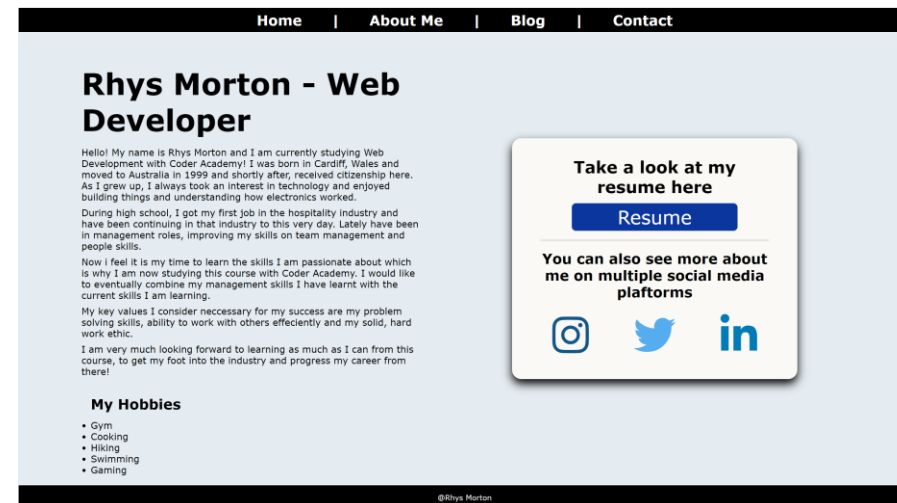 Home | About Me | Blog | Contact
Rhys Morton - Web
Developer
Hello! My name is Rhys Morton and I am currently studying Web
Development with Coder Academy! I was born in Cardiff, Wales and
moved to Australia in 1999 and shortly after, received citizenship here.
As I grew up, I always took an interest in technology and enjoyed
building things and understanding how electronics worked.
During high school, I got my first job in the hospitality industry and
have been continuing in that industry to this very day. Lately have been
in management roles, improving my skills on team management and
people skills.
Now i feel it is my time to learn the skills I am passionate about which
is why I am now studying this course with Coder Academy. I would like
to eventually combine my management skills I have learnt with the
current skills I am learning.
My key values I consider neccessary for my success are my problem
solving skills, ability to work with others effeciently and my solid, hard
work ethic.
I am very much looking forward to learning as much as I can from this
course, to get my foot into the industry and progress my career from
there!
My Hobbies
• Gym
• Cooking
• Hiking
• Swimming
• Gaming
Take a look at my
resume here
Resume
You can also see more about
me on multiple social media
plaftorms
in
@Rhys Morton